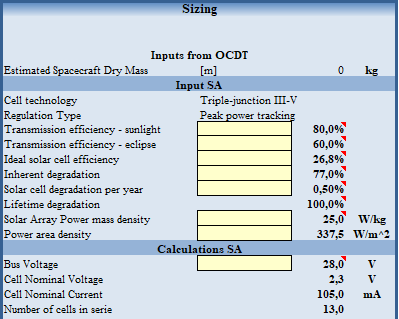 Sizing
Inputs from OCDT
Estimated Spacecraft Dry Mass [m] 0 kg
Input SA
Cell technology Triple-junction III-V
Regulation Type Peak power tracking
Transmission efficiency - sunlight 80,0%
Transmission efficiency - eclipse 60,0%
Ideal solar cell efficiency 26,8%
Inherent degradation 77,0%
Solar cell degradation per year 0,50%
Lifetime degradation 100,0%
Solar Array Power mass density 25,0 W/kg
Power area density 337,5 W/m^2
Calculations SA
Bus Voltage 28,0 V
Cell Nominal Voltage 2,3 V
Cell Nominal Current 105,0 mA
Number of cells in serie 13,0